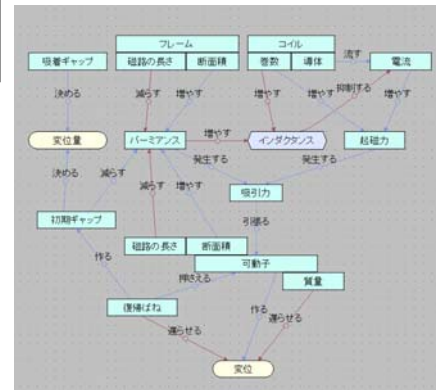 フレーム
コイル
吸着ギャップ
磁路の長さ 断面積
巻数 導体
流す
電流
決める
減らす 増やす
増やす 増やす
抑制する
増やす
変位量
パーミアンス
増やす
インダクタンス
起磁力
決める
減らす
減らす
増やす
発生する
発生する
吸引力
初期ギャップ
引張る
磁路の長さ 断面積
可動子
作る
押さえる
質量
復帰ばね
作る
遅らせる
遅らせる
変位